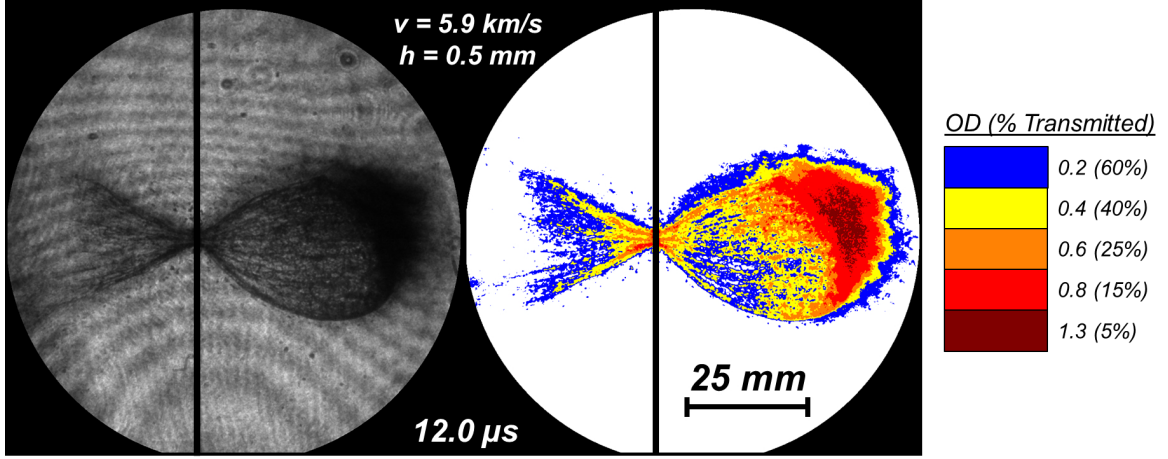 v = 5.9 km/s
h = 0.5 mm
12.0 µs
25 mm
OD (% Transmitted)
0.2 (60%)
0.4 (40%)
0.6 (25%)
0.8 (15%)
1.3 (5%)